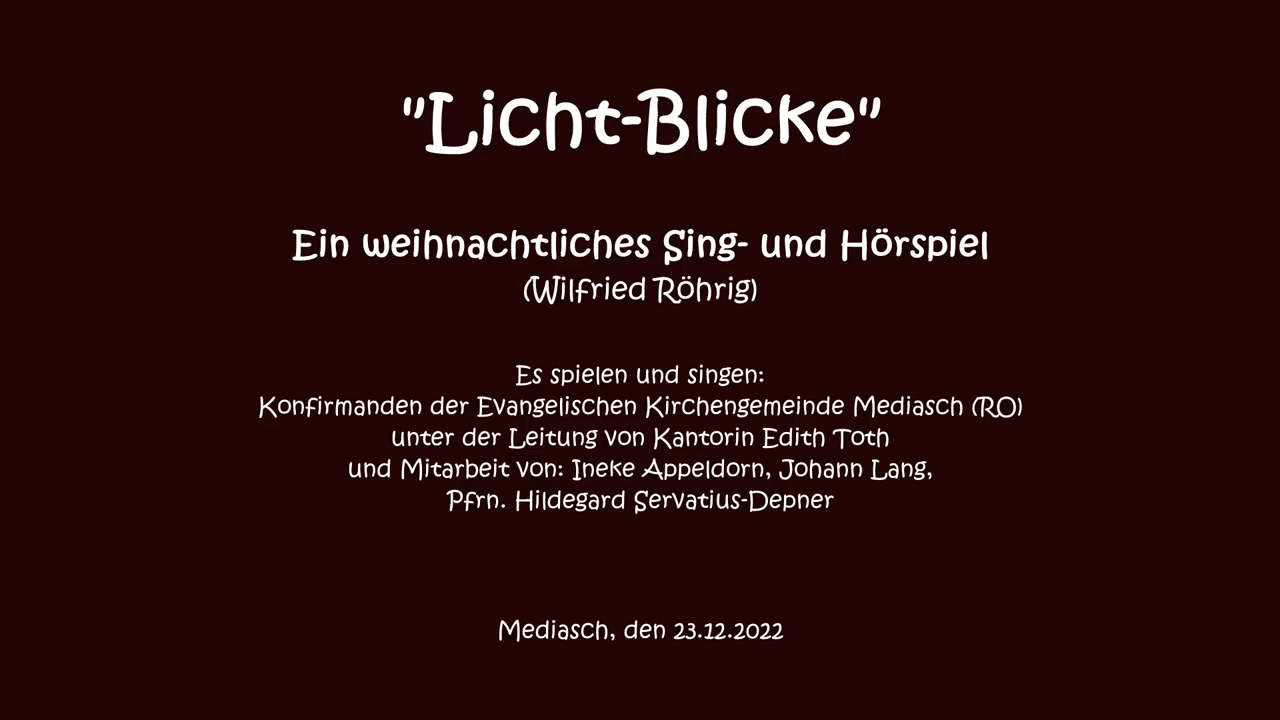 "Licht-Blicke"
Ein weihnachtliches Sing- und Hörspiel
(Wilfried Röhrig)
Es spielen und singen:
Konfirmanden der Evangelischen Kirchengemeinde Mediasch (RO)
unter der Leitung von Kantorin Edith Toth
und Mitarbeit von: Ineke Appeldorn, Johann Lang,
Pfrn. Hildegard Servatius-Depner
Mediasch, den 23.12.2022